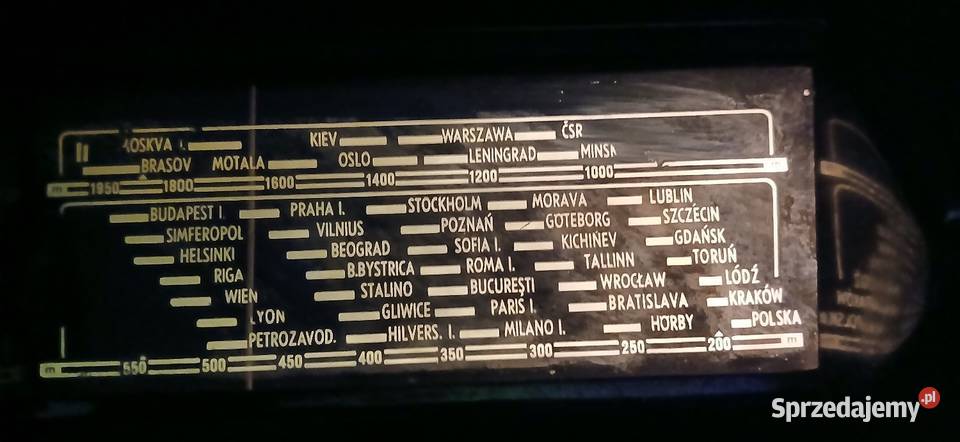 KIEV WARSZAWA ČSR
BRASOV MOTALA OSLO LENINGRAD MINSK
m 1950 1800 1600 1400 1200 1000 m
BUDAPEST I. PRAHA I. STOCKHOLM MORAVA LUBLIN
SIMFEROPOL VILNIUS POZNAŃ GÖTEBORG SZCZECIN
HELSINKI BEOGRAD SOFIA I. KICHINEV GDAŃSK
RIGA B.BYSTRICA ROMA I. TALLINN TORUŃ
WIEN STALINO BUCUREŞTI WROCŁAW ŁÓDŹ
LYON GLIWICE PARIS I. BRATISLAVA KRAKÓW
PETROZAVOD. HILVERS. I. MILANO I. HÖRBY POLSKA
m 550 500 450 400 350 300 250 200 m
Sprzedajemy.pl